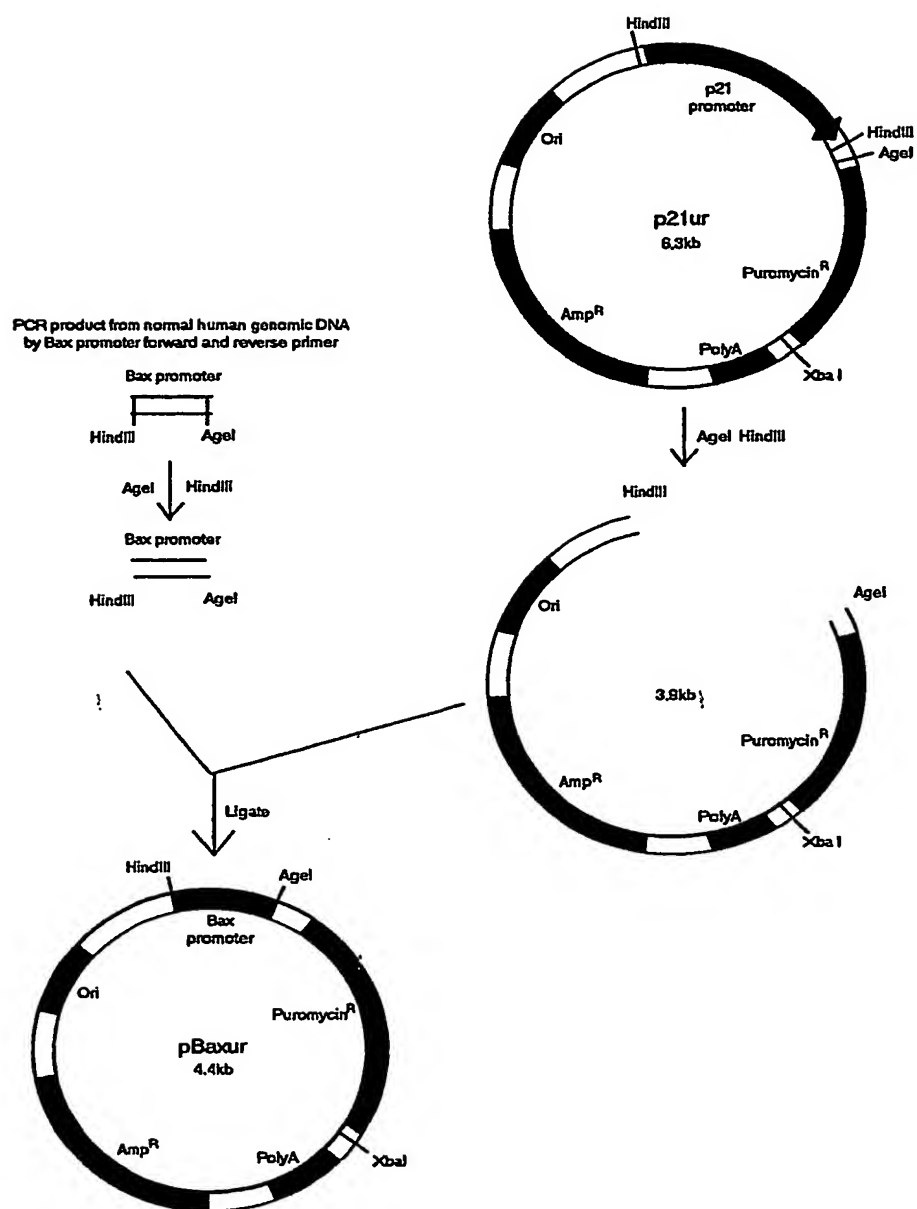 HindIII
p21
promoter
HindIII
AgeI
Ori
p21ur
6.3kb
Puromycin^R
Amp^R
PolyA
Xba I
PCR product from normal human genomic DNA
by Bax promoter forward and reverse primer
Bax promoter
HindIII AgeI
AgeI HindIII
Bax promoter
HindIII AgeI
AgeI HindIII
HindIII
Ori
AgeI
3.9kb
Puromycin^R
Amp^R
PolyA
Xba I
Ligate
HindIII
AgeI
Bax
promoter
Ori
Puromycin^R
pBaxur
4.4kb
Amp^R
PolyA
XbaI